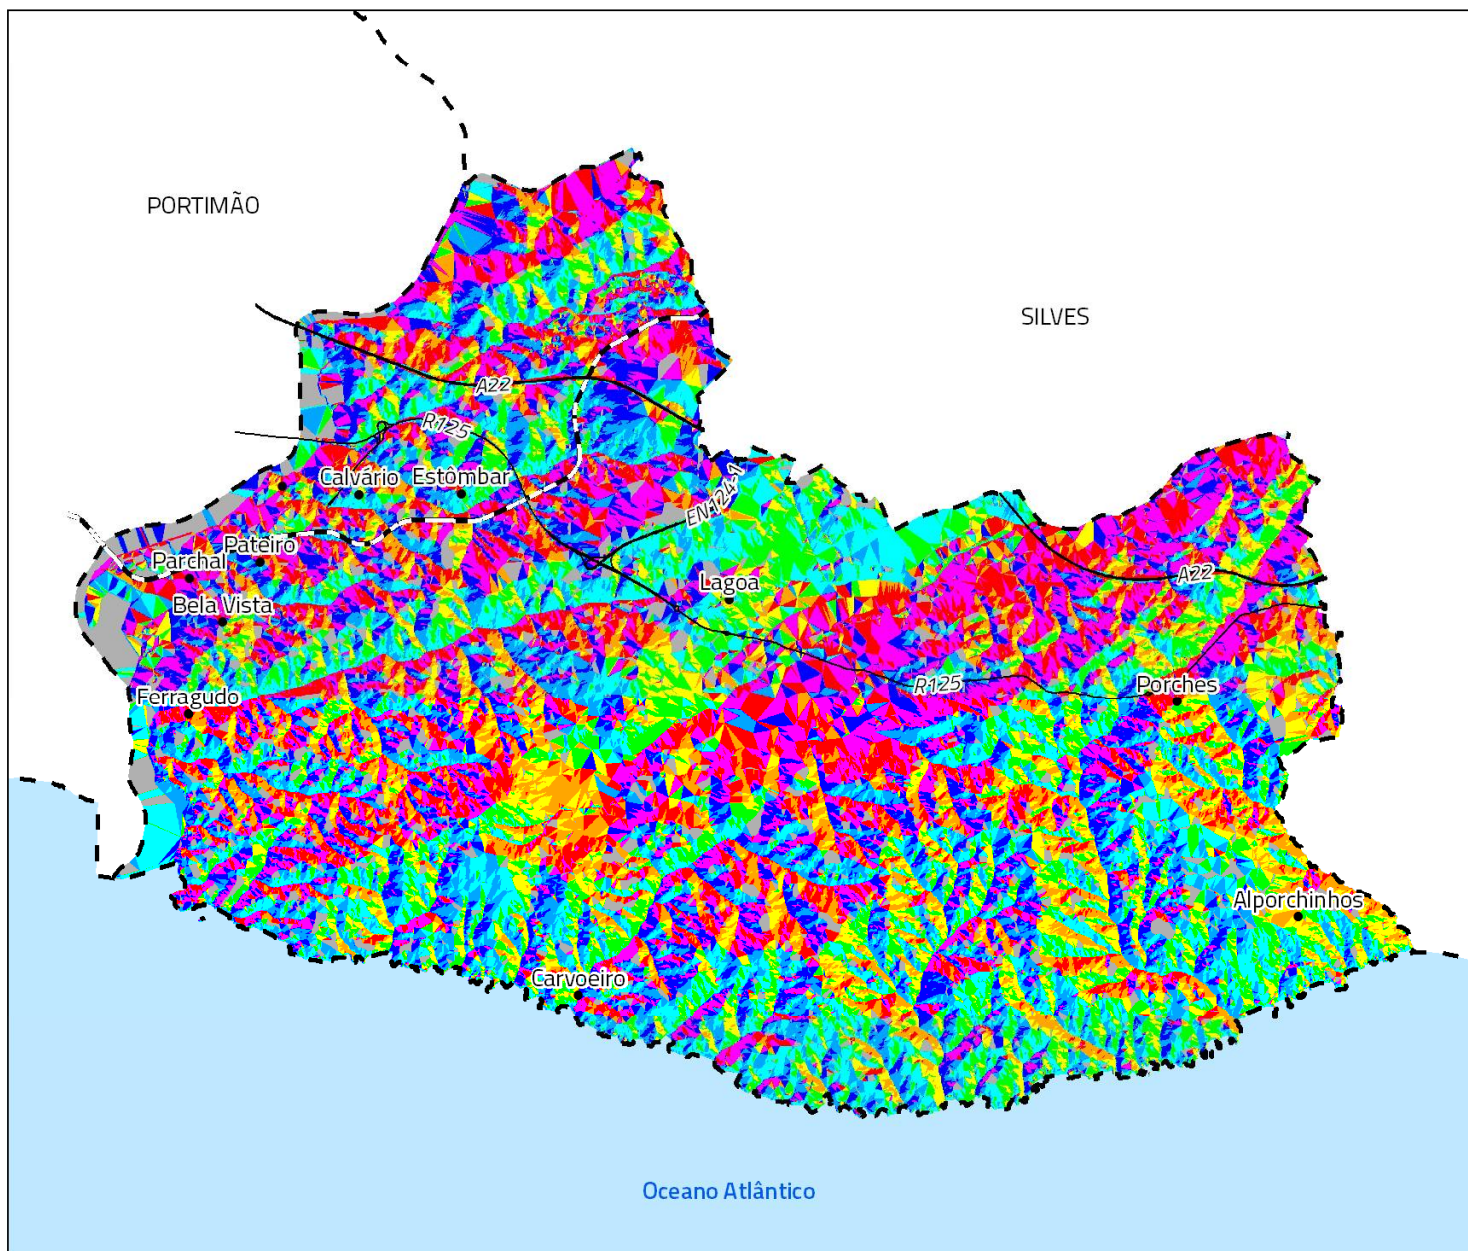 PORTIMÃO
SILVES
A22
R125
Calvário
Estômbar
EN124-1
Pateiro
Parchal
A22
Lagoa
Bela Vista
R125
Porches
Ferragudo
Alporchinhos
Carvoeiro
Oceano Atlântico